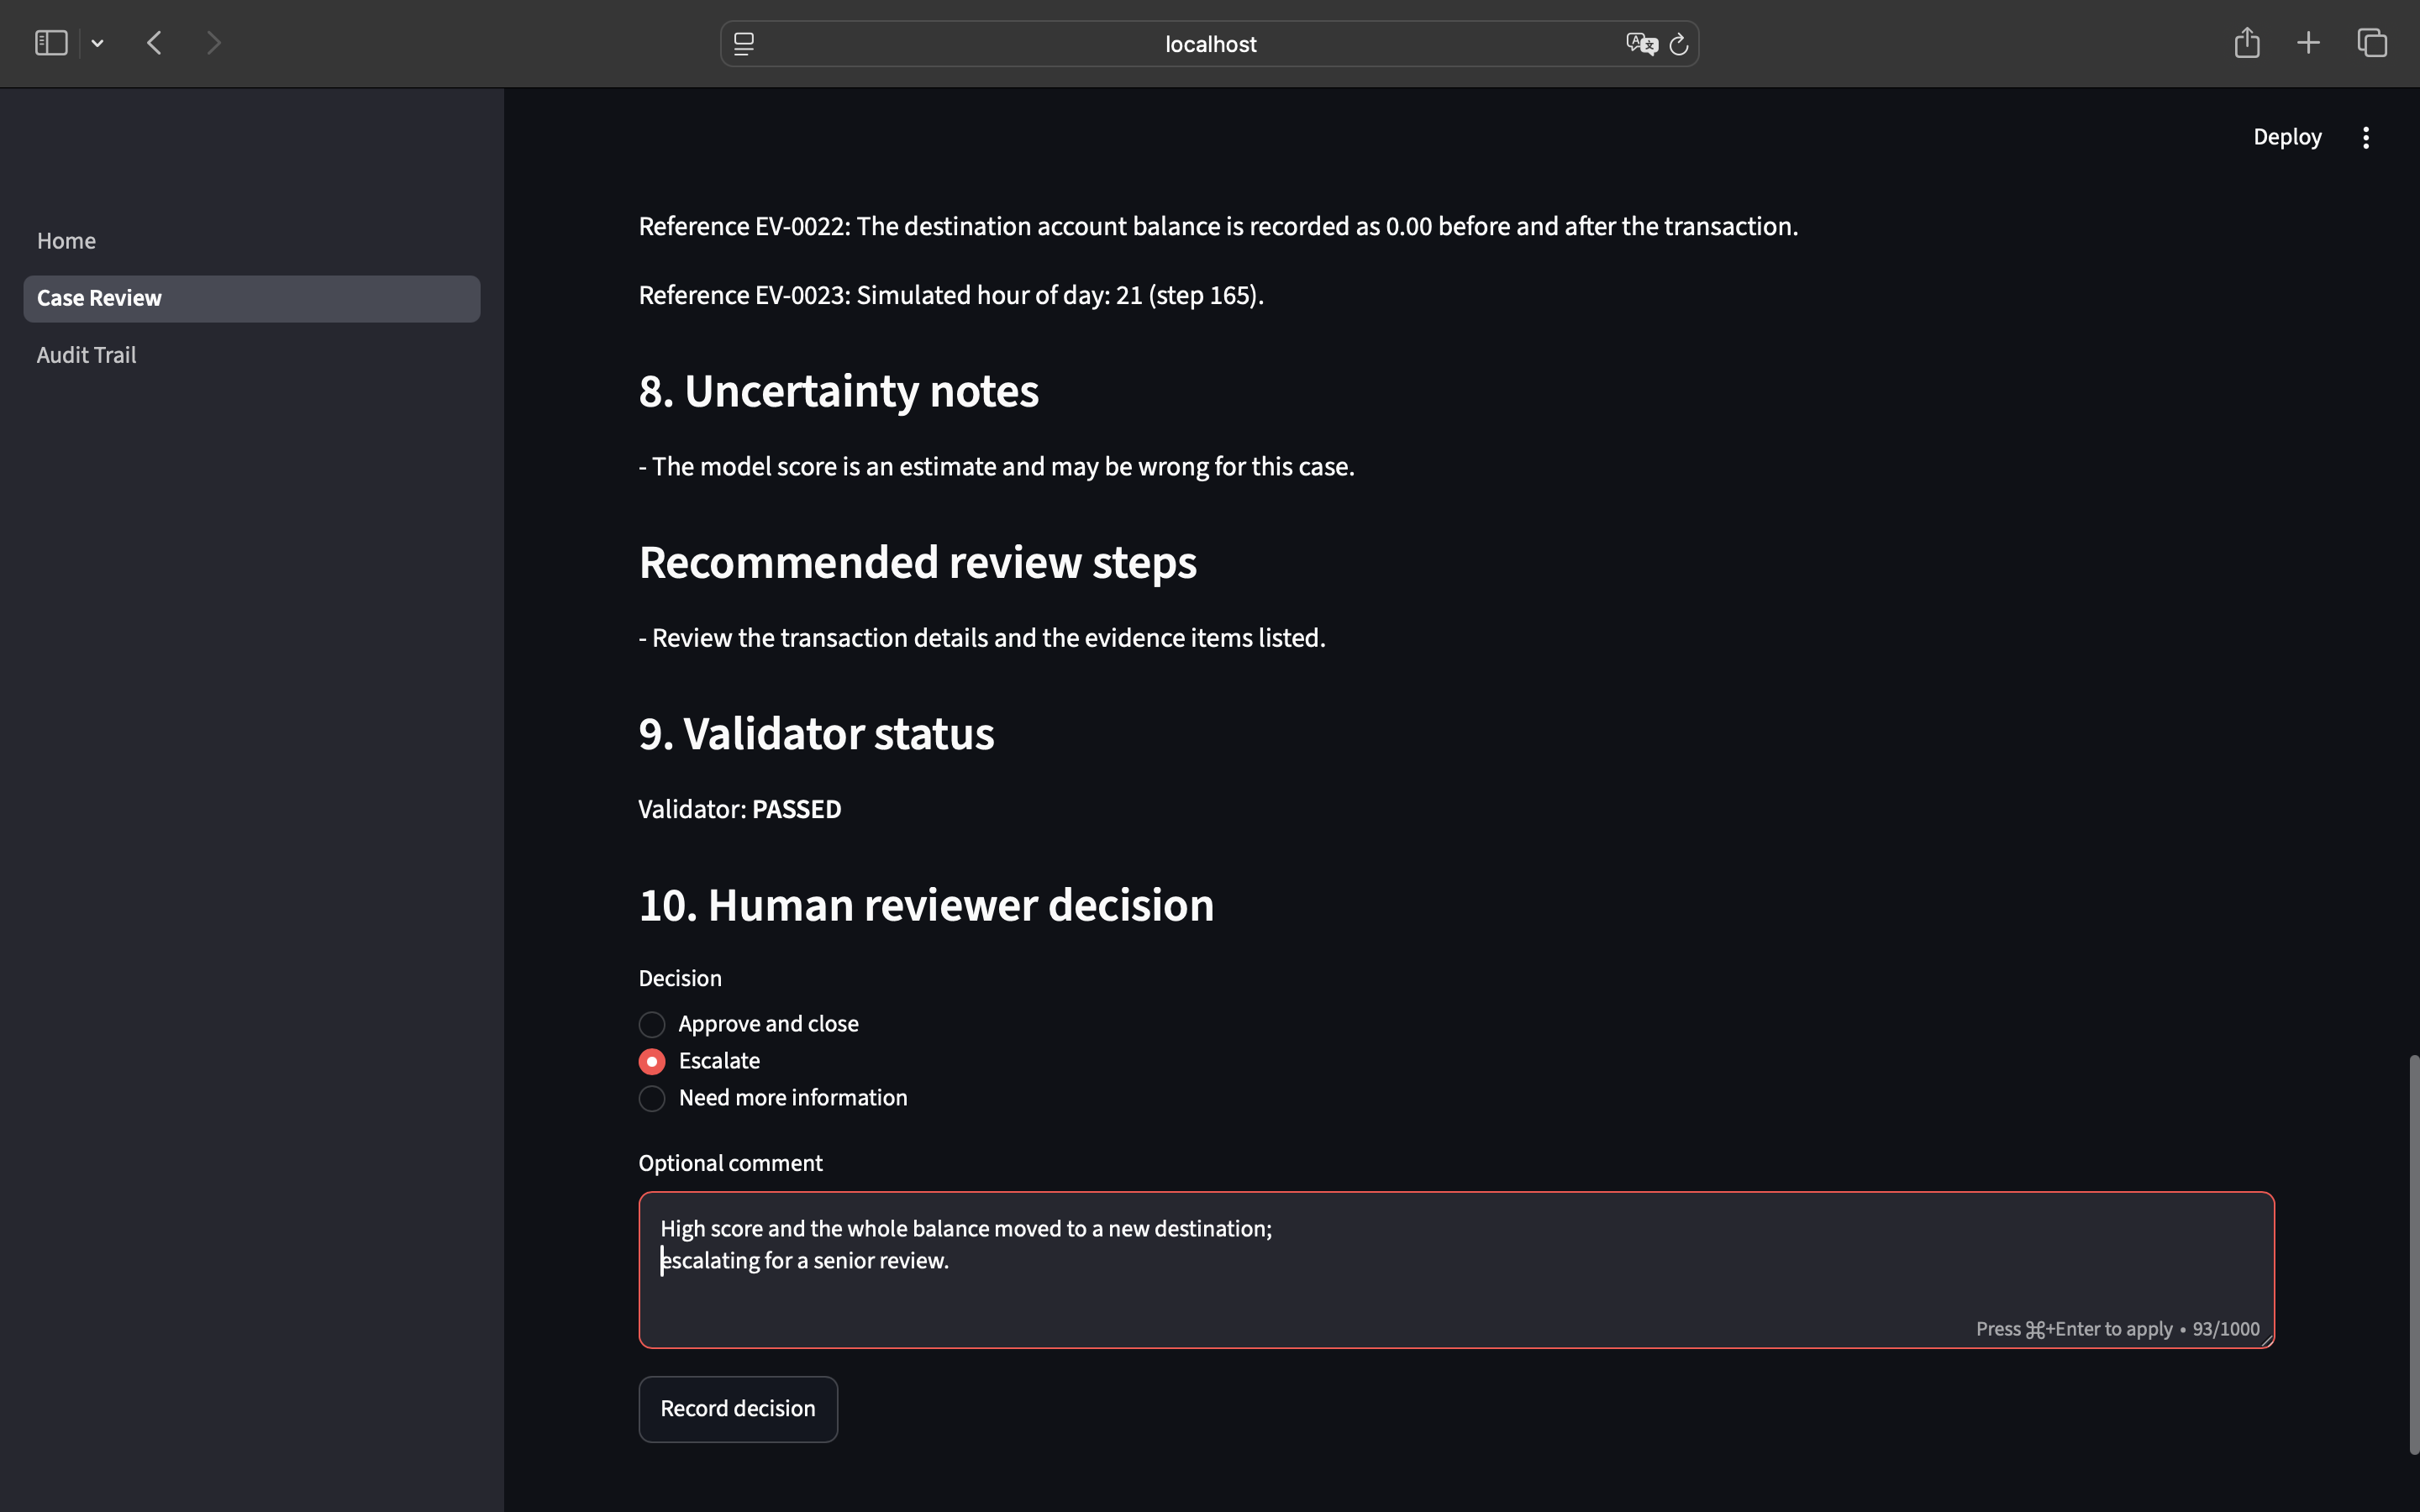 localhost
Deploy
Home
Case Review
Audit Trail
Reference EV-0022: The destination account balance is recorded as 0.00 before and after the transaction.
Reference EV-0023: Simulated hour of day: 21 (step 165).
8. Uncertainty notes
- The model score is an estimate and may be wrong for this case.
Recommended review steps
- Review the transaction details and the evidence items listed.
9. Validator status
Validator: PASSED
10. Human reviewer decision
Decision
Approve and close
Escalate
Need more information
Optional comment
High score and the whole balance moved to a new destination;
escalating for a senior review.
Press ⌘+Enter to apply • 93/1000
Record decision